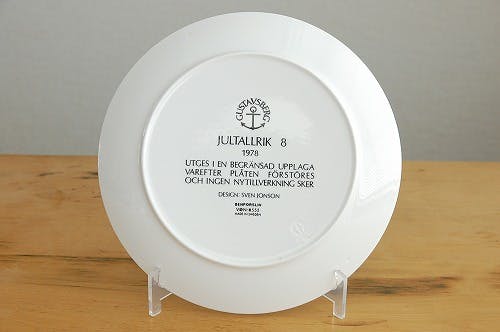 GUSTAVSBERG
JULTALLRIK 8
1978
UTGES I EN BEGRÄNSAD UPPLAGA
VAREFTER PLÅTEN FÖRSTÖRES
OCH INGEN NYTILLVERKNING SKER
DESIGN: SVEN JONSON
BENPORSLIN
MADE IN SWEDEN